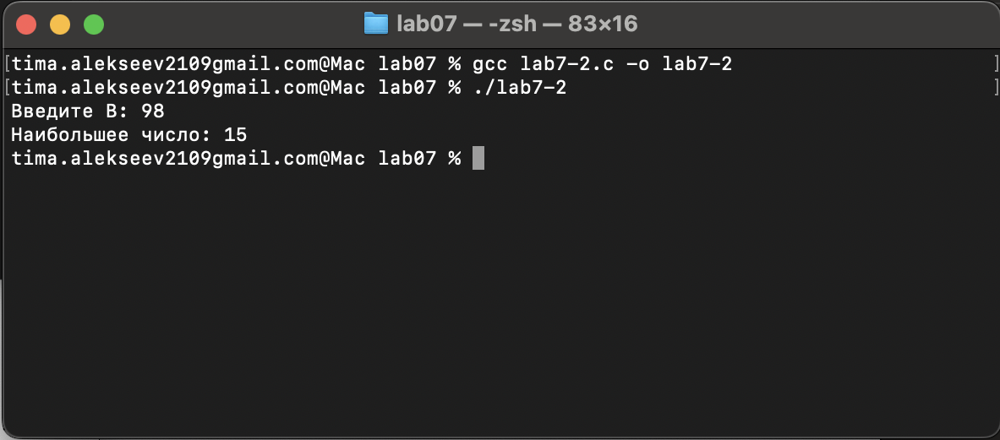 lab07 — -zsh — 83×16
[tima.alekseev2109gmail.com@Mac lab07 % gcc lab7-2.c -o lab7-2 ]
[tima.alekseev2109gmail.com@Mac lab07 % ./lab7-2 ]
Введите B: 98
Наибольшее число: 15
tima.alekseev2109gmail.com@Mac lab07 %